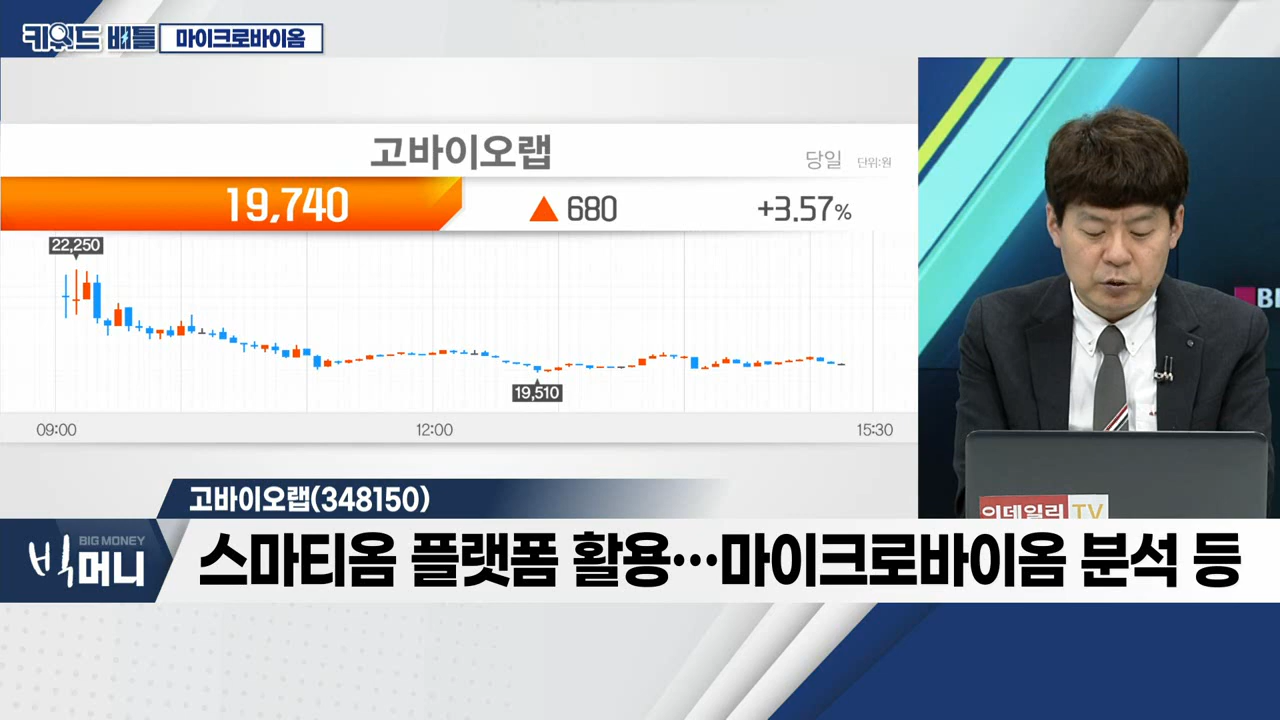 키워드 배틀 마이크로바이옴
고바이오랩
당일 단위:원
19,740 ▲ 680 +3.57%
22,250
19,510
09:00 12:00 15:30
고바이오랩(348150)
BIG MONEY
빅머니
스마티옴 플랫폼 활용…마이크로바이옴 분석 등
이데일리TV